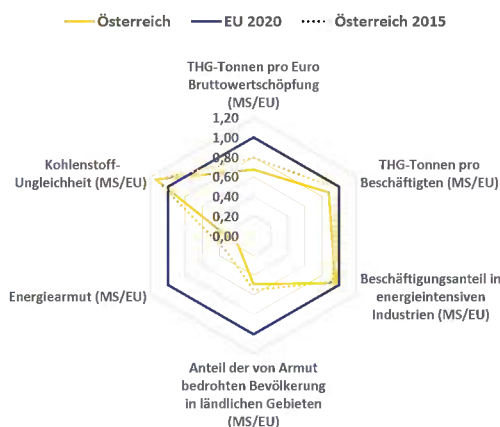 Österreich EU 2020 Österreich 2015
THG-Tonnen pro Euro
Bruttowertschöpfung
(MS/EU)
1,20
1,00
0,80
0,60
0,40
0,20
0,00
Kohlenstoff-
Ungleichheit (MS/EU)
THG-Tonnen pro
Beschäftigten (MS/EU)
Energiearmut (MS/EU)
Beschäftigungsanteil in
energieintensiven
Industrien (MS/EU)
Anteil der von Armut
bedrohten Bevölkerung
in ländlichen Gebieten
(MS/EU)